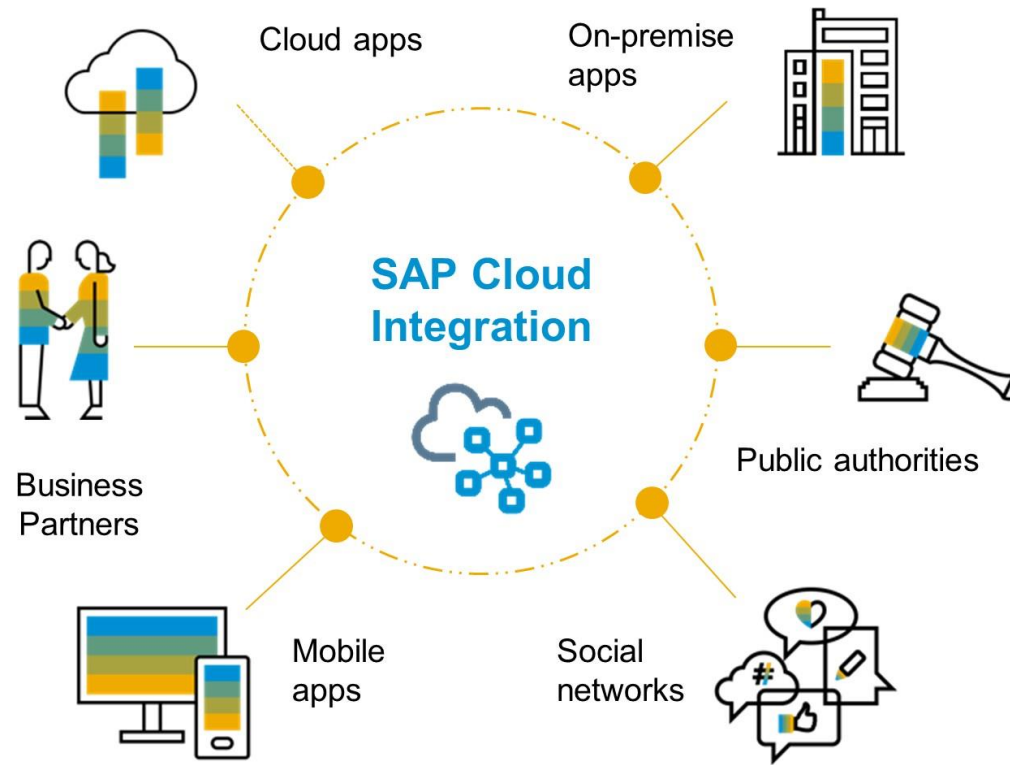 Cloud apps
On-premise
apps
SAP Cloud
Integration
Public authorities
Business
Partners
Mobile
apps
Social
networks
#